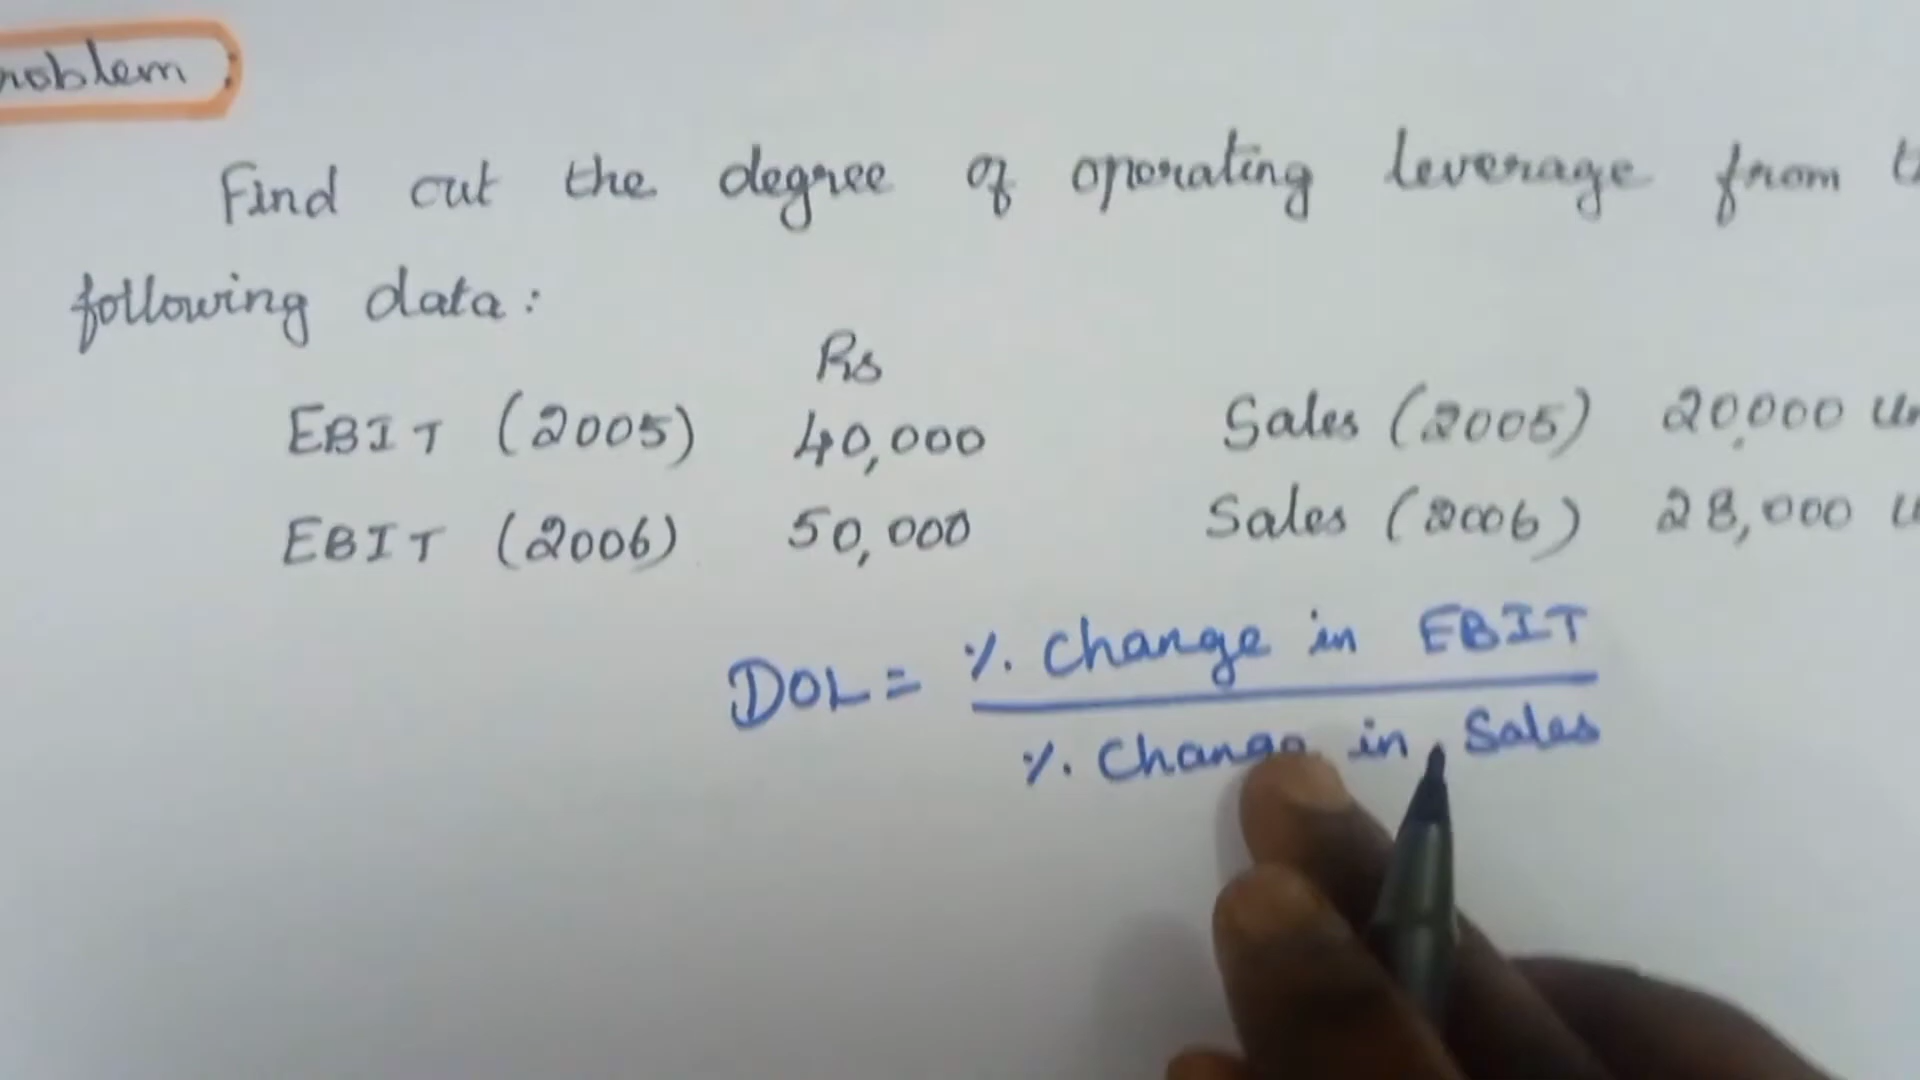 roblem :
Find out the degree of operating leverage from
following data :
Rs
EBIT (2005) 40,000 Sales (2005) 20,000
EBIT (2006) 50,000 Sales (2006) 28,000
DOL = % Change in EBIT
% Change in Sales